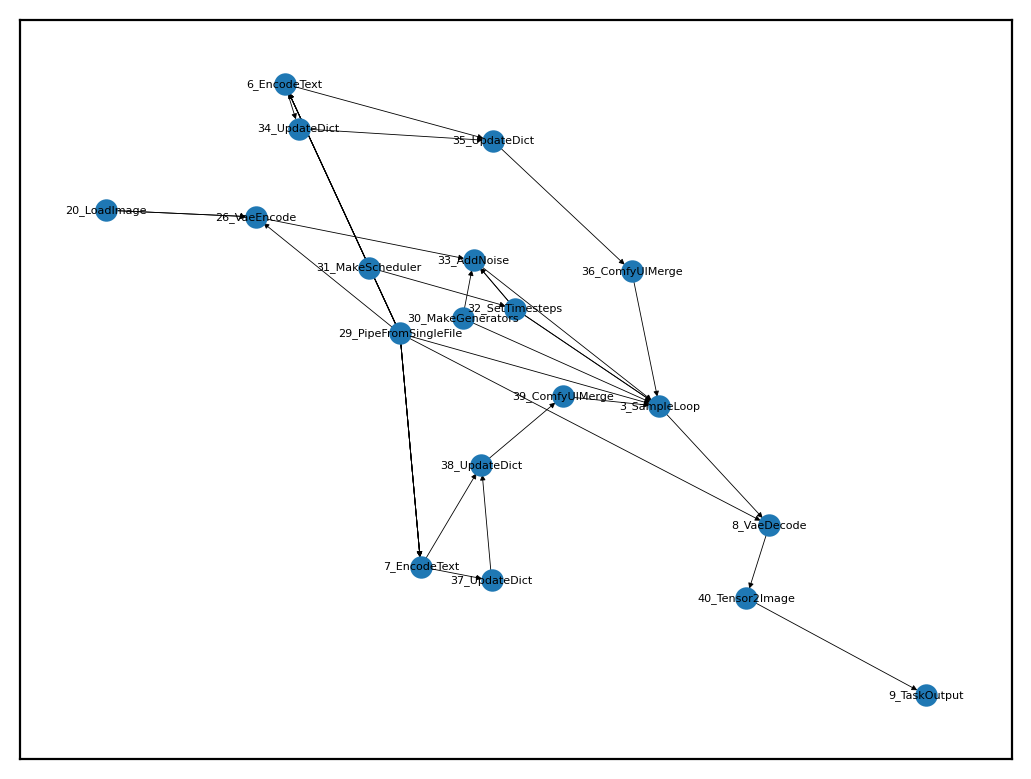 6_EncodeText
34_UpdateDict
35_UpdateDict
20_LoadImage
26_VaeEncode
33_AddNoise
31_MakeScheduler
36_ComfyUIMerge
32_SetTimesteps
30_MakeGenerators
29_PipeFromSingleFile
39_ComfyUIMerge
3_SampleLoop
38_UpdateDict
8_VaeDecode
7_EncodeText
37_UpdateDict
40_Tensor2Image
9_TaskOutput